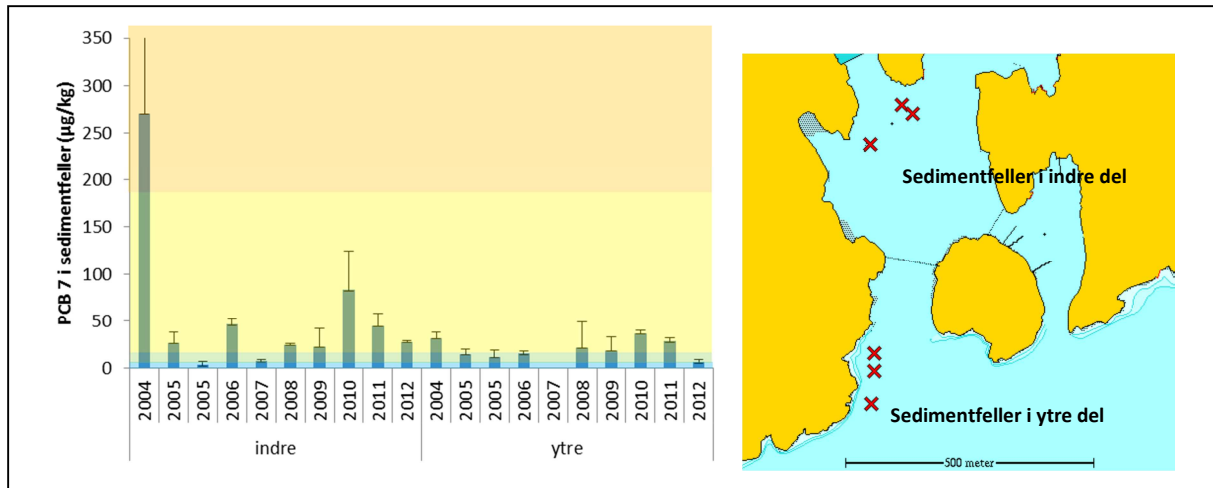 PCB 7 i sedimentfeller (µg/kg)
350
300
250
200
150
100
50
0
2004 2005 2005 2006 2007 2008 2009 2010 2011 2012 2004 2005 2005 2006 2007 2008 2009 2010 2011 2012
indre ytre
Sedimentfeller i indre del
Sedimentfeller i ytre del
500 meter